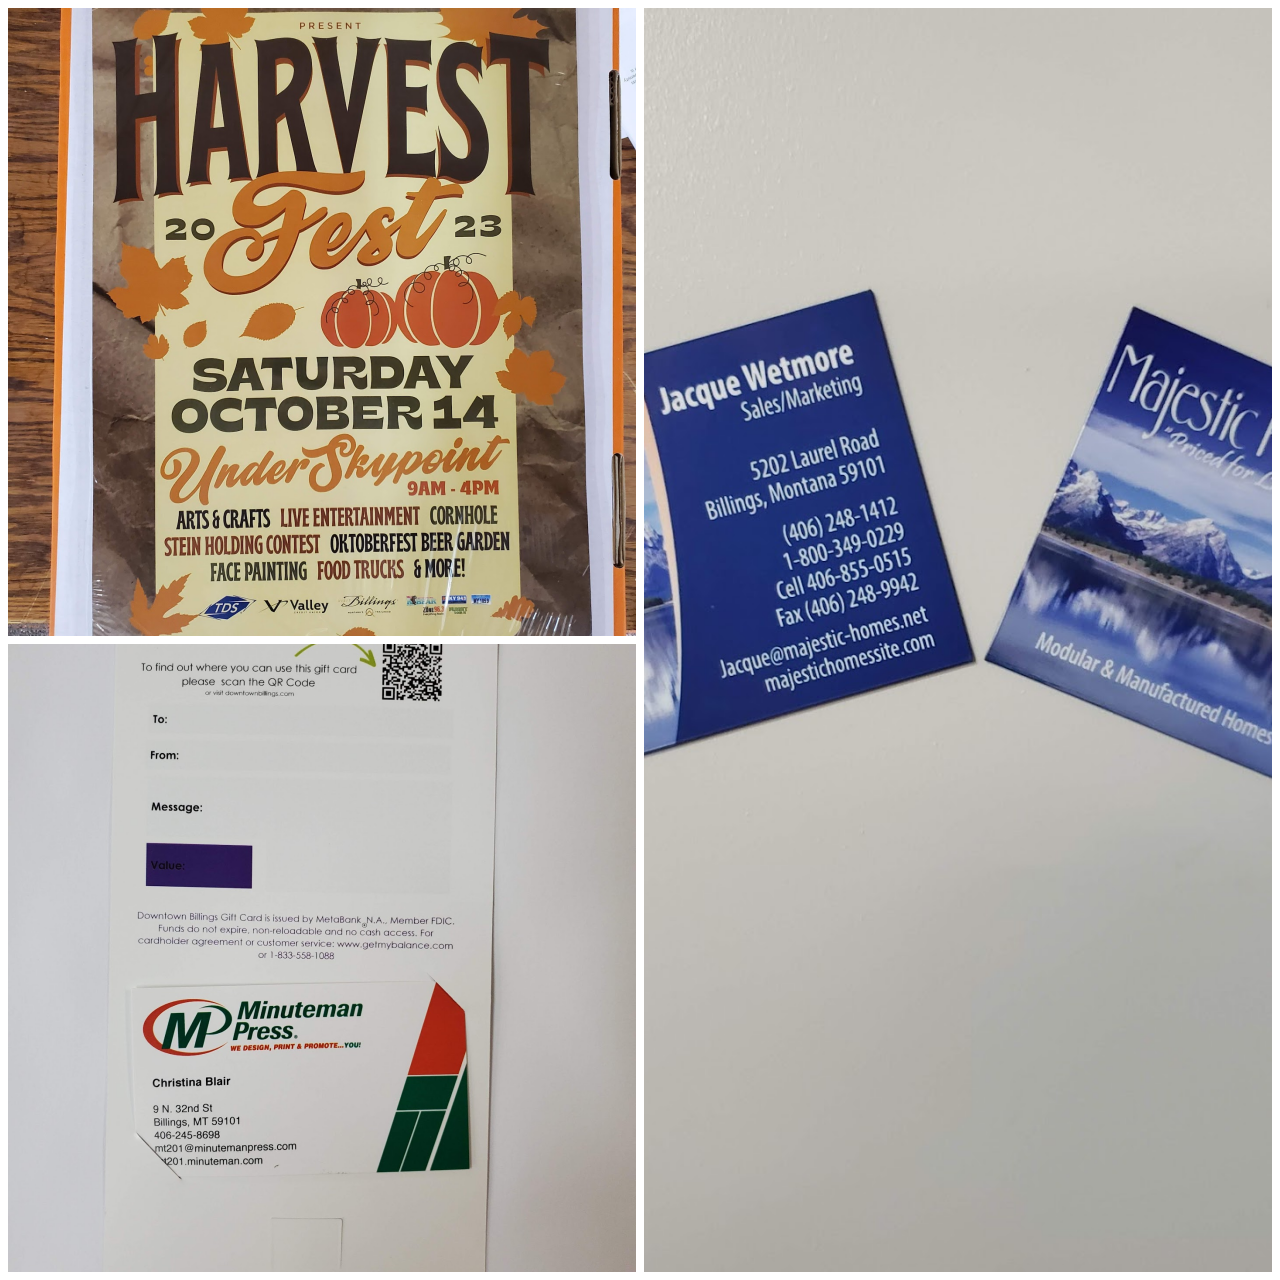 PRESENT
HARVEST
Fest
20 23
SATURDAY
OCTOBER 14
Under Skypoint
9AM - 4PM
ARTS & CRAFTS LIVE ENTERTAINMENT CORNHOLE
STEIN HOLDING CONTEST OKTOBERFEST BEER GARDEN
FACE PAINTING FOOD TRUCKS & MORE!
TDS Valley Billings
To find out where you can use this gift card
please scan the QR Code
or visit downtownbillings.com
To:
From:
Message:
Value:
Downtown Billings Gift Card is issued by MetaBank®, N.A., Member FDIC.
Funds do not expire, non-reloadable and no cash access. For
cardholder agreement or customer service: www.getmybalance.com
or 1-833-558-1088
MP Minuteman
Press®
WE DESIGN, PRINT & PROMOTE...YOU!
Christina Blair
9 N. 32nd St
Billings, MT 59101
406-245-8698
mt201@minutemanpress.com
t201.minuteman.com
Jacque Wetmore
Sales/Marketing
5202 Laurel Road
Billings, Montana 59101
(406) 248-1412
1-800-349-0229
Cell 406-855-0515
Fax (406) 248-9942
Jacque@majestic-homes.net
majestichomessite.com
Majestic
"Priced for
Modular & Manufactured Homes